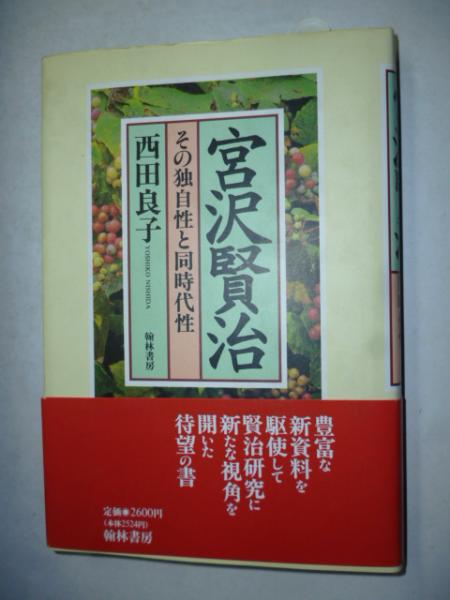 宮沢賢治
その独自性と同時代性
西田良子
YOSHIKO NISHIDA
翰林書房
豊富な
新資料を
駆使して
賢治研究に
新たな視角を
開いた
待望の書
定価●2600円
(本体2524円)
翰林書房